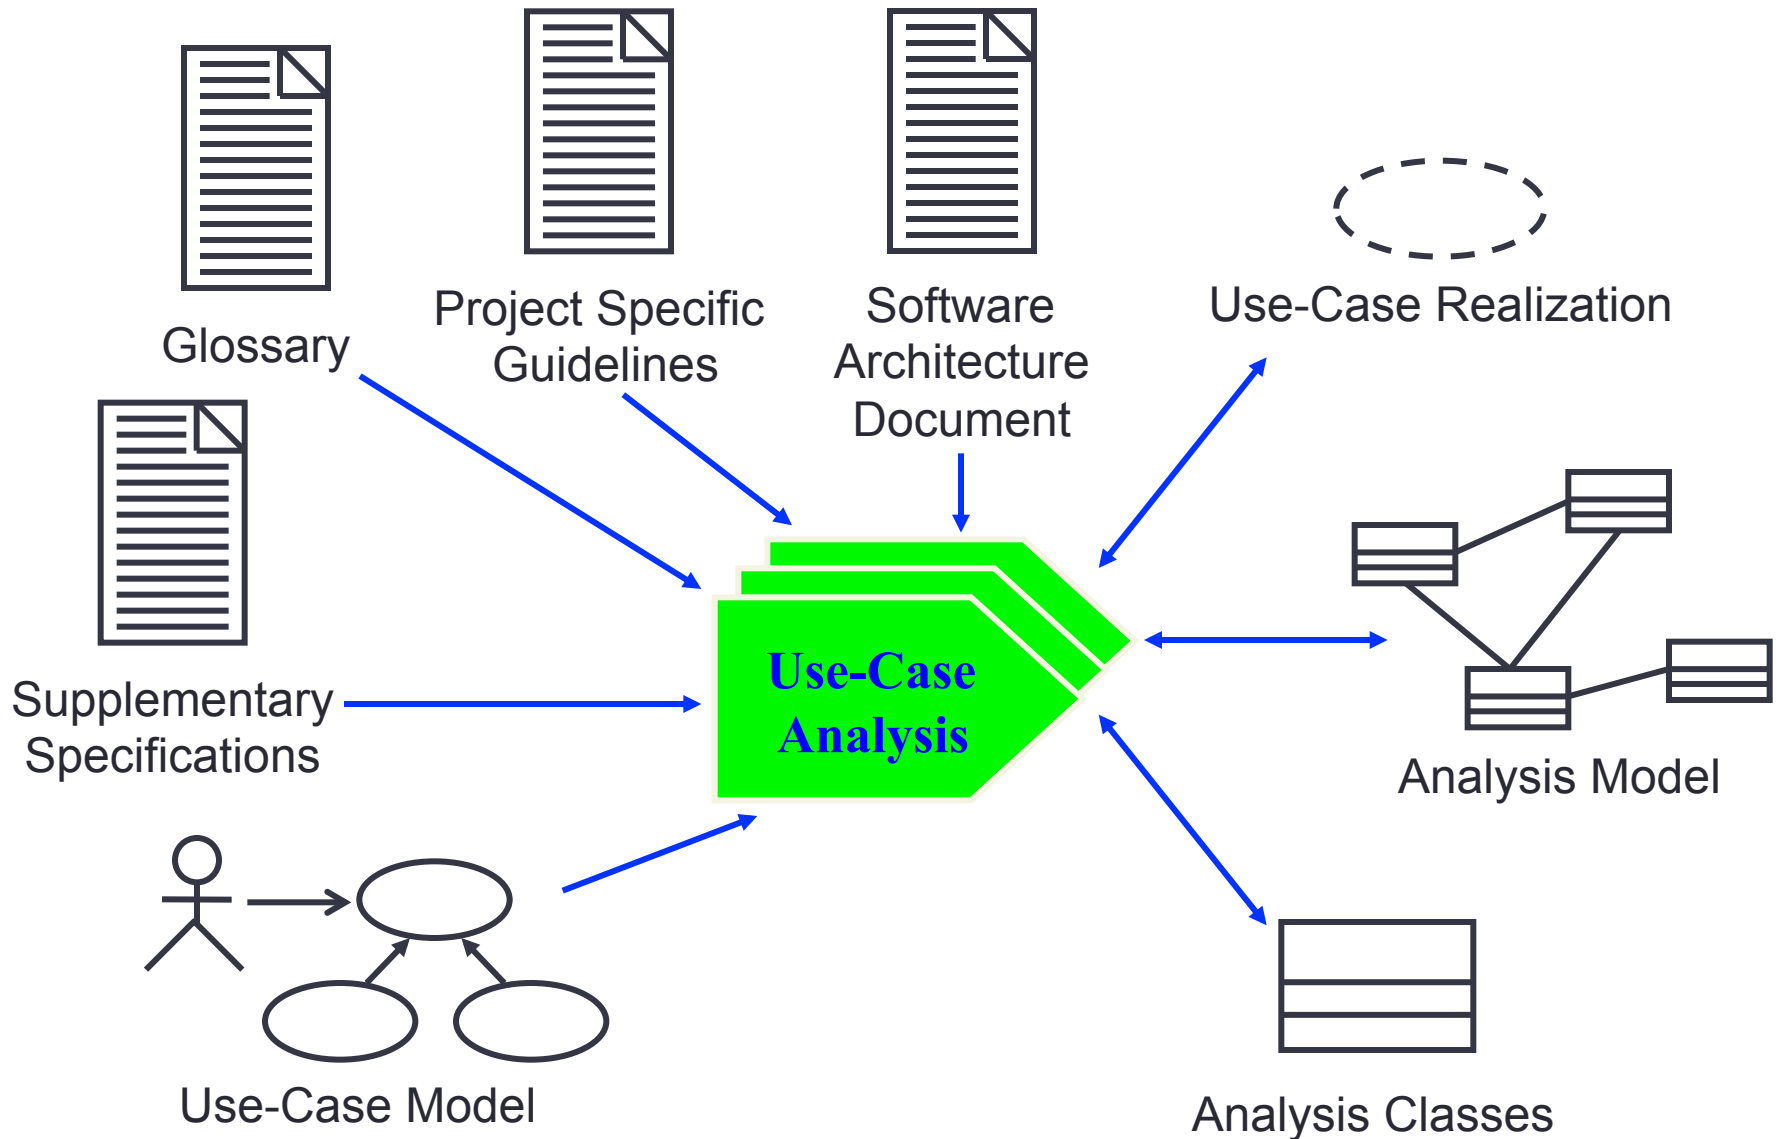 Glossary
Project Specific
Guidelines
Software
Architecture
Document
Use-Case Realization
Supplementary
Specifications
Use-Case
Analysis
Analysis Model
Use-Case Model
Analysis Classes